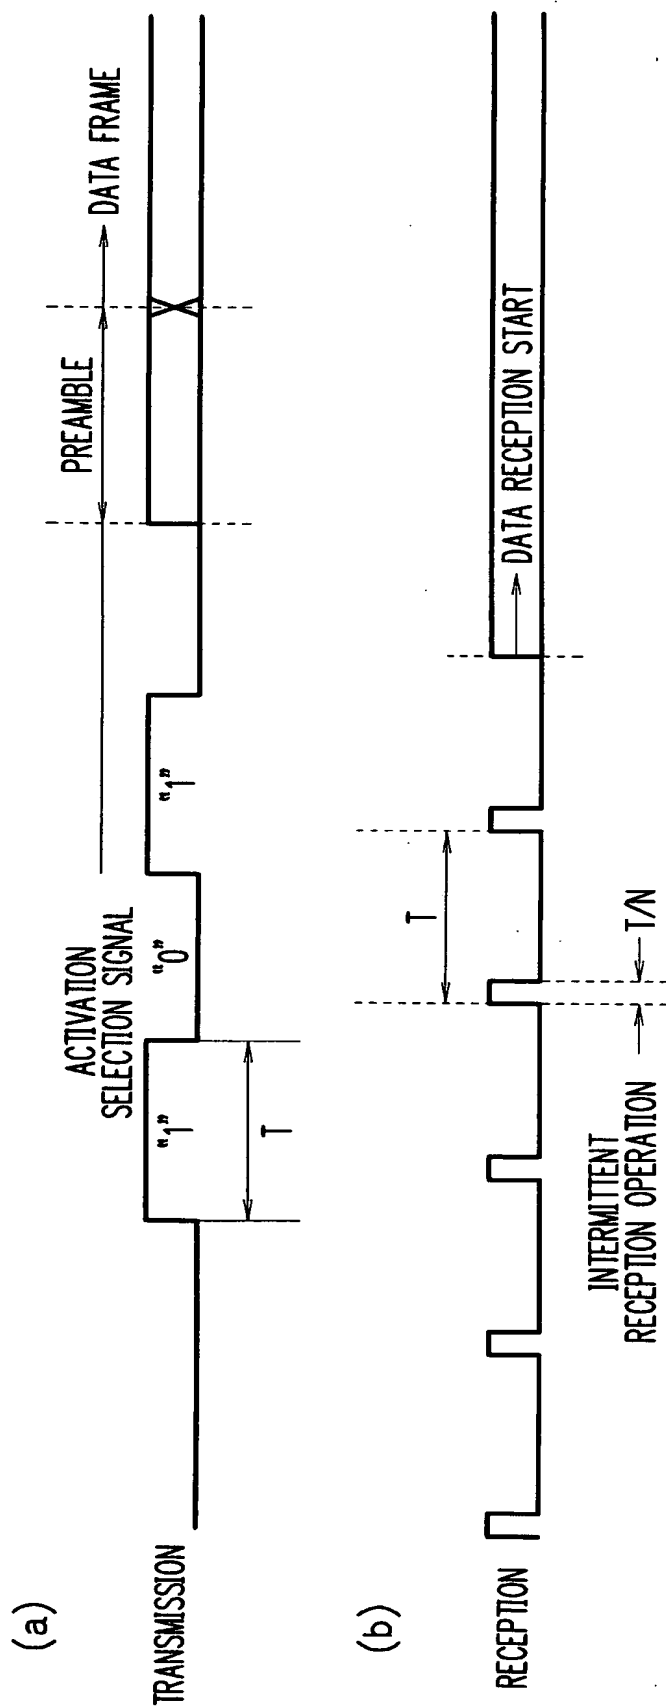 (a)
TRANSMISSION
ACTIVATION
SELECTION SIGNAL
PREAMBLE
DATA FRAME
"1"
"0"
"1"
T
(b)
RECEPTION
T
DATA RECEPTION START
INTERMITTENT
RECEPTION OPERATION
T/N